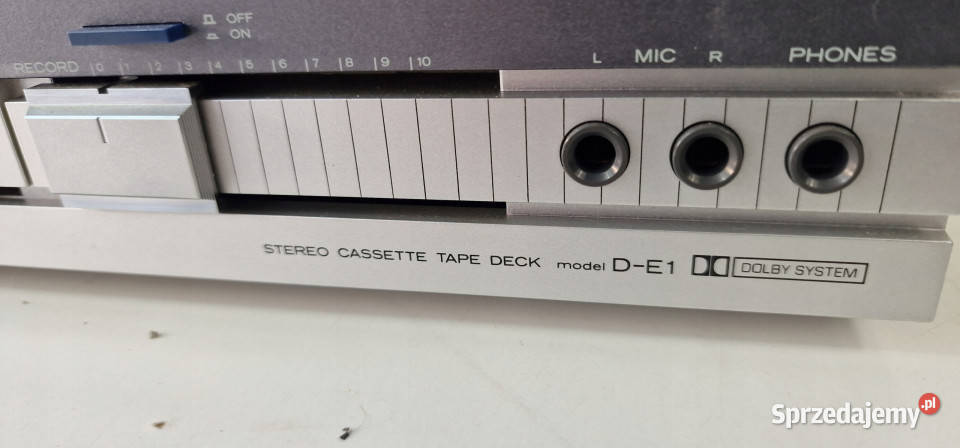 OFF
ON
RECORD 0 1 2 3 4 5 6 7 8 9 10
L MIC R PHONES
STEREO CASSETTE TAPE DECK model D-E1 DOLBY SYSTEM
Sprzedajemy.pl